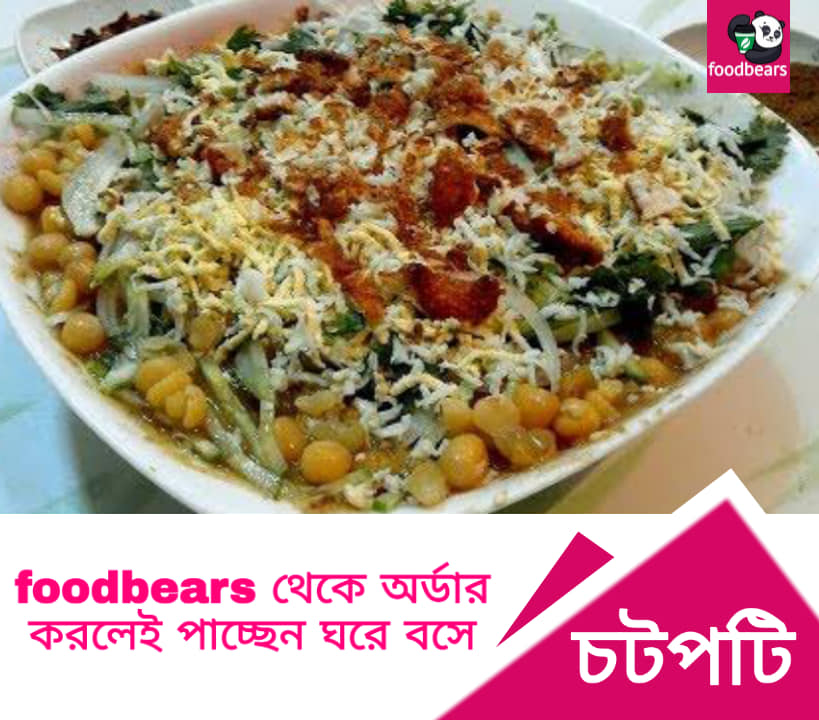 foodbears
foodbears থেকে অর্ডার
করলেই পাচ্ছেন ঘরে বসে
চটপটি